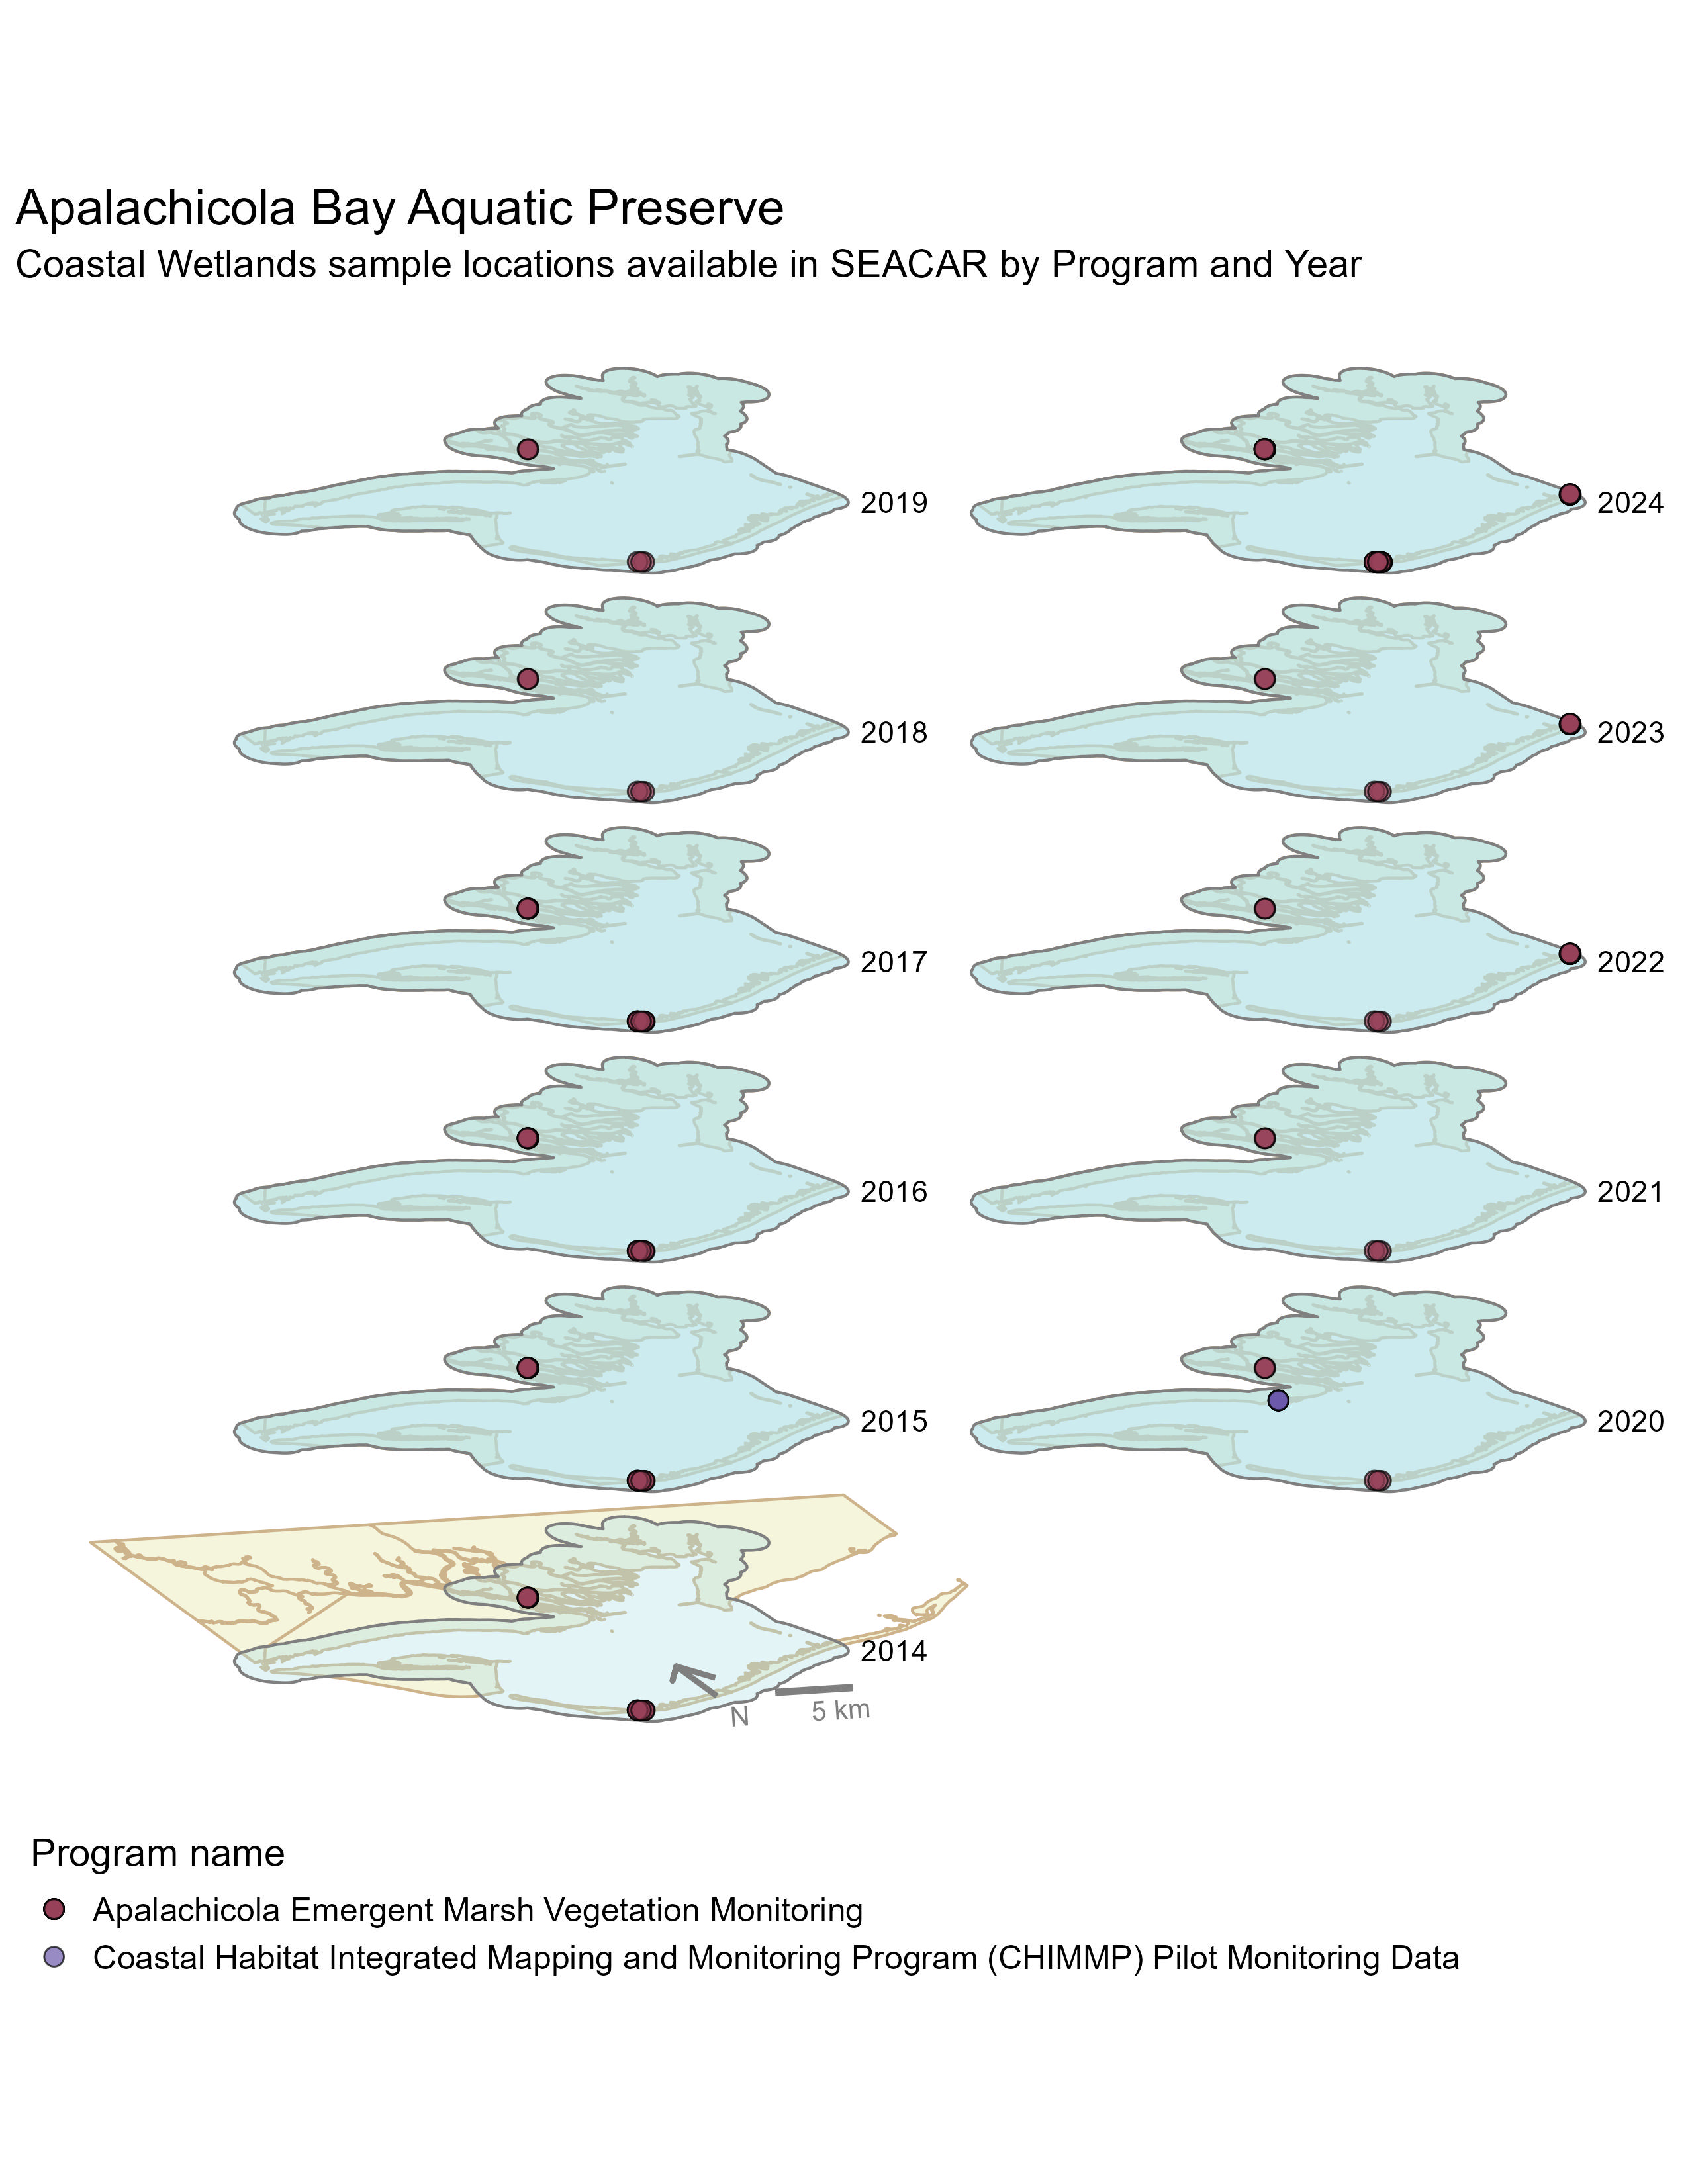 Apalachicola Bay Aquatic Preserve
Coastal Wetlands sample locations available in SEACAR by Program and Year
2019
2024
2018
2023
2017
2022
2016
2021
2015
2020
2014
N
5 km
Program name
Apalachicola Emergent Marsh Vegetation Monitoring
Coastal Habitat Integrated Mapping and Monitoring Program (CHIMMP) Pilot Monitoring Data